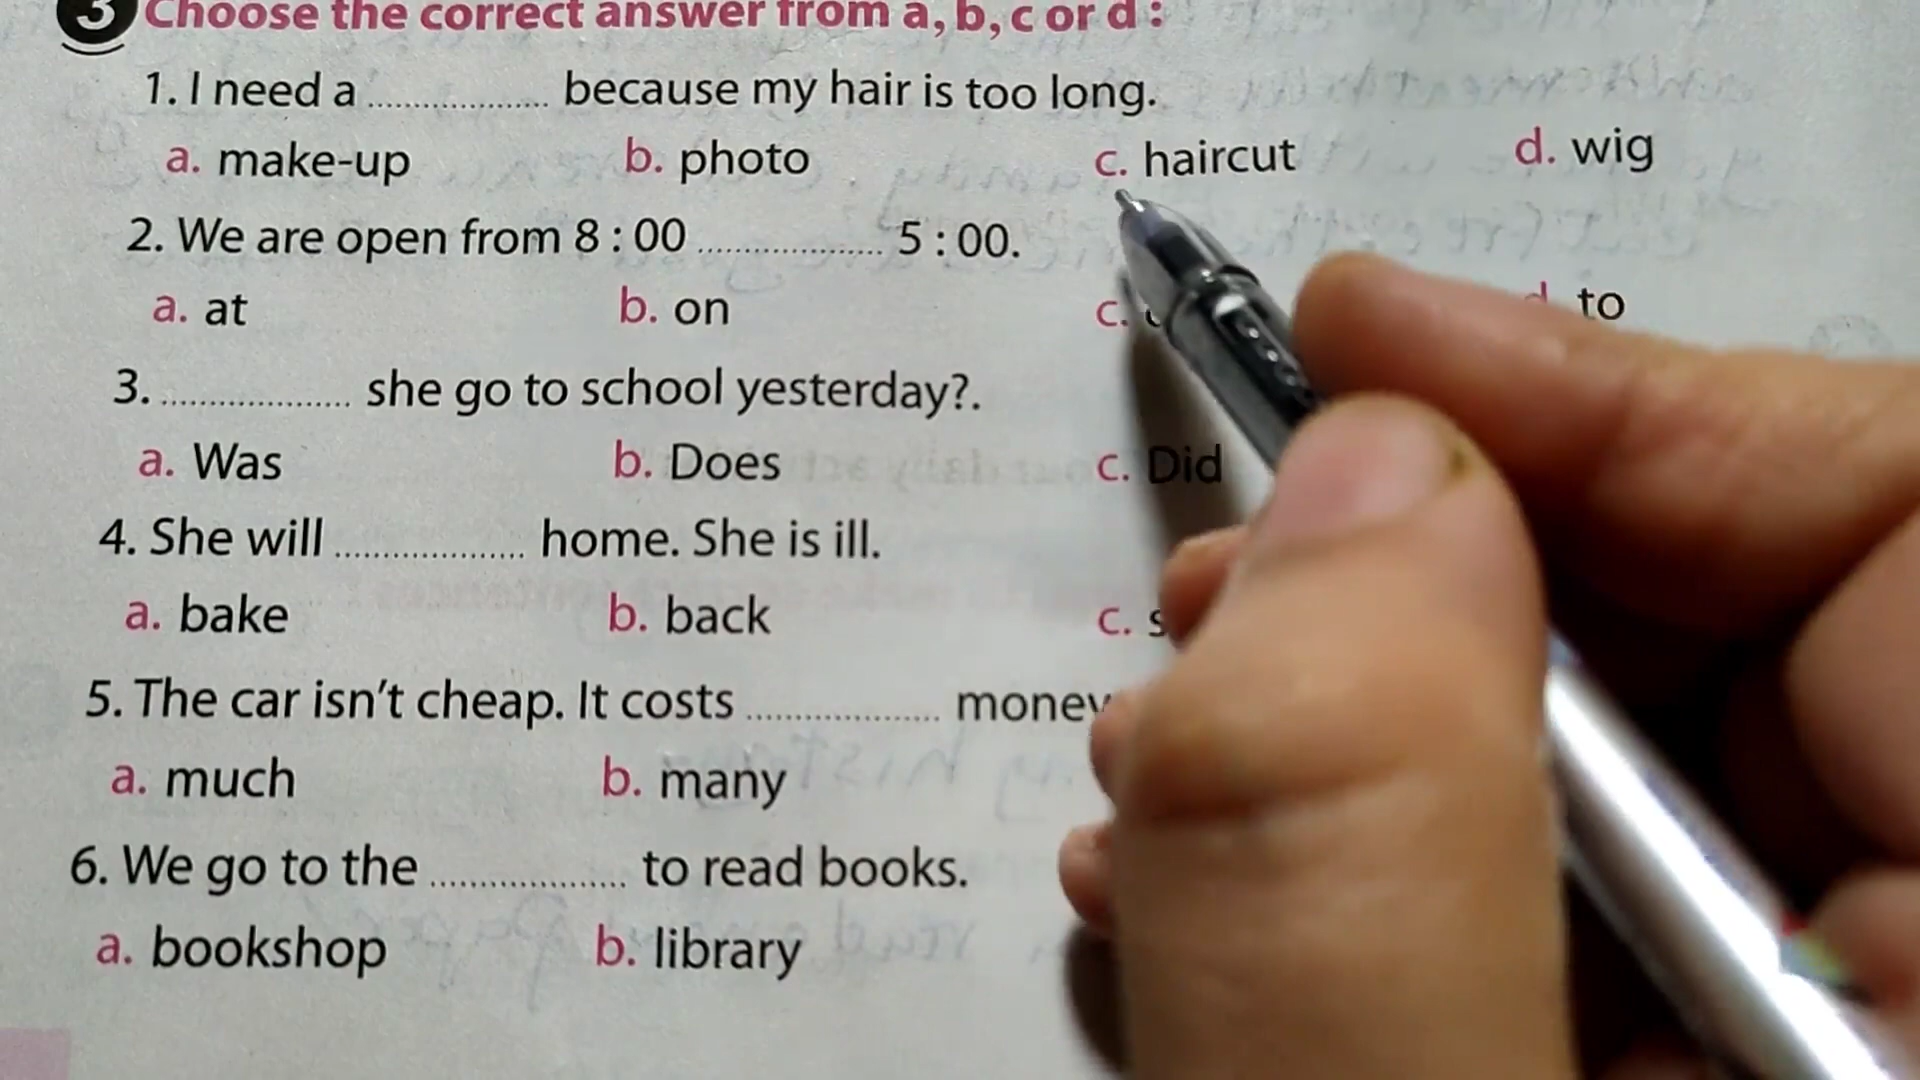 3 Choose the correct answer from a, b, c or d :
1. I need a .................. because my hair is too long.
a. make-up b. photo c. haircut d. wig
2. We are open from 8 : 00 .................. 5 : 00.
a. at b. on c. d. to
3. .................. she go to school yesterday?.
a. Was b. Does c. Did
4. She will .................. home. She is ill.
a. bake b. back c.
5. The car isn't cheap. It costs .................. money
a. much b. many
6. We go to the .................. to read books.
a. bookshop b. library